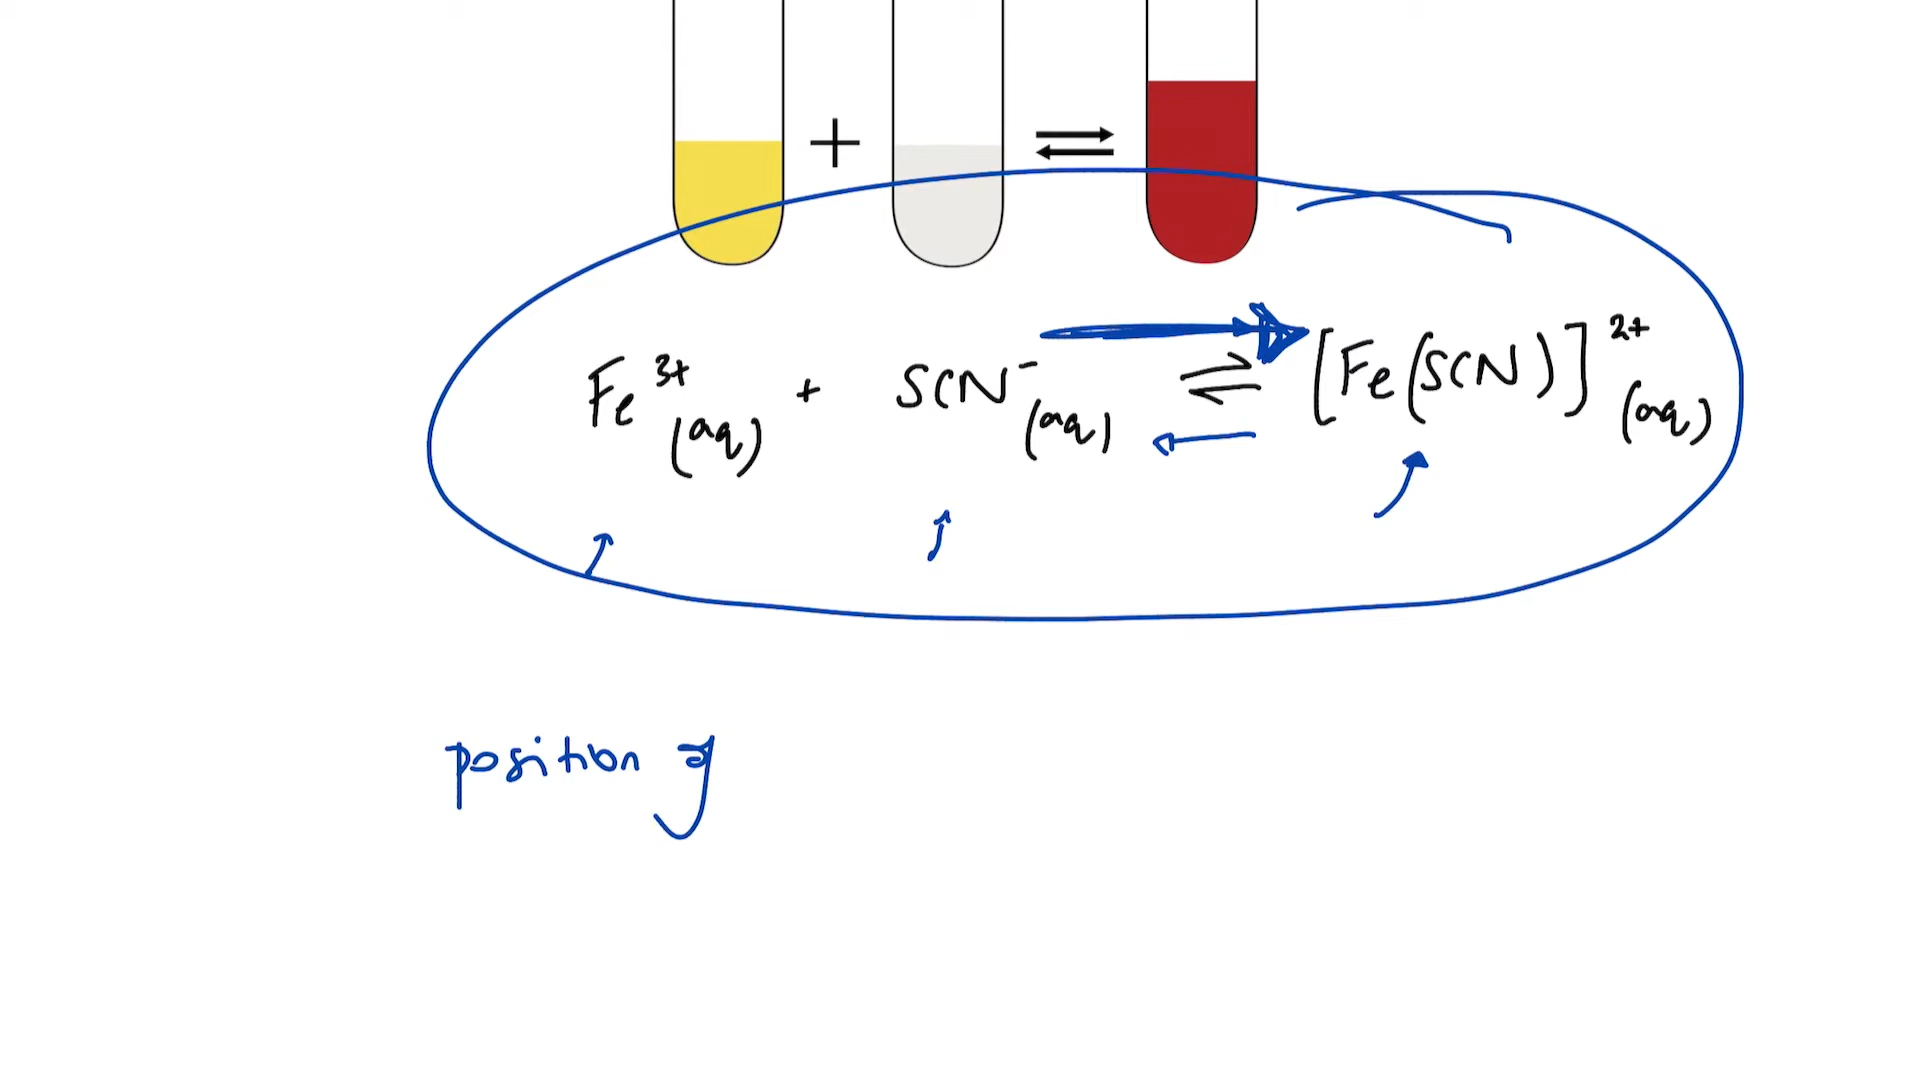 + ⇌
Fe³⁺(aq) + SCN⁻(aq) ⇌ [Fe(SCN)]²⁺(aq)
position of